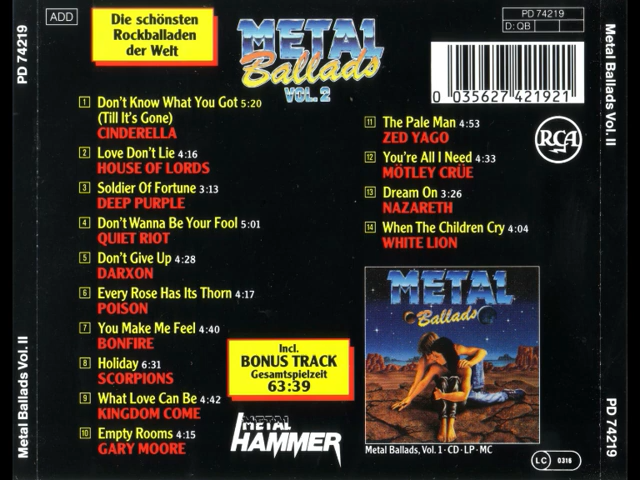 ADD
PD 74219
Die schönsten
Rockballaden
der Welt
METAL
Ballads
VOL. 2
PD 74219
D: QB
0 035627 421921
Metal Ballads Vol. II
1 Don't Know What You Got 5:20
(Till It's Gone)
CINDERELLA
2 Love Don't Lie 4:16
HOUSE OF LORDS
3 Soldier Of Fortune 3:13
DEEP PURPLE
4 Don't Wanna Be Your Fool 5:01
QUIET RIOT
5 Don't Give Up 4:28
DARXON
6 Every Rose Has Its Thorn 4:17
POISON
7 You Make Me Feel 4:40
BONFIRE
8 Holiday 6:31
SCORPIONS
9 What Love Can Be 4:42
KINGDOM COME
10 Empty Rooms 4:15
GARY MOORE
11 The Pale Man 4:53
ZED YAGO
12 You're All I Need 4:33
MÖTLEY CRÜE
13 Dream On 3:26
NAZARETH
14 When The Children Cry 4:04
WHITE LION
RCA
Incl.
BONUS TRACK
Gesamtspielzeit
63:39
METAL
HAMMER
METAL
Ballads
Metal Ballads, Vol. 1 · CD · LP · MC
LC 0316
Metal Ballads Vol. II
PD 74219